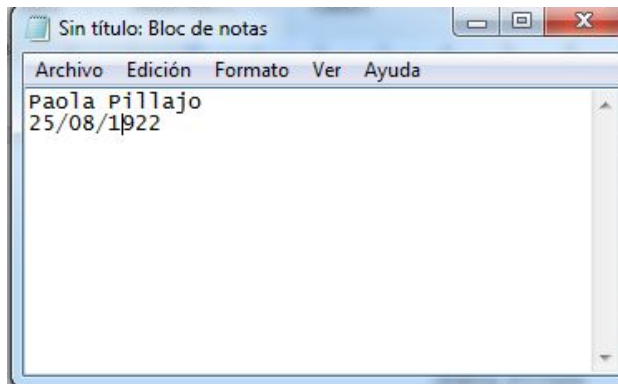 Sin título: Bloc de notas
Archivo Edición Formato Ver Ayuda
Paola Pillajo
25/08/1922